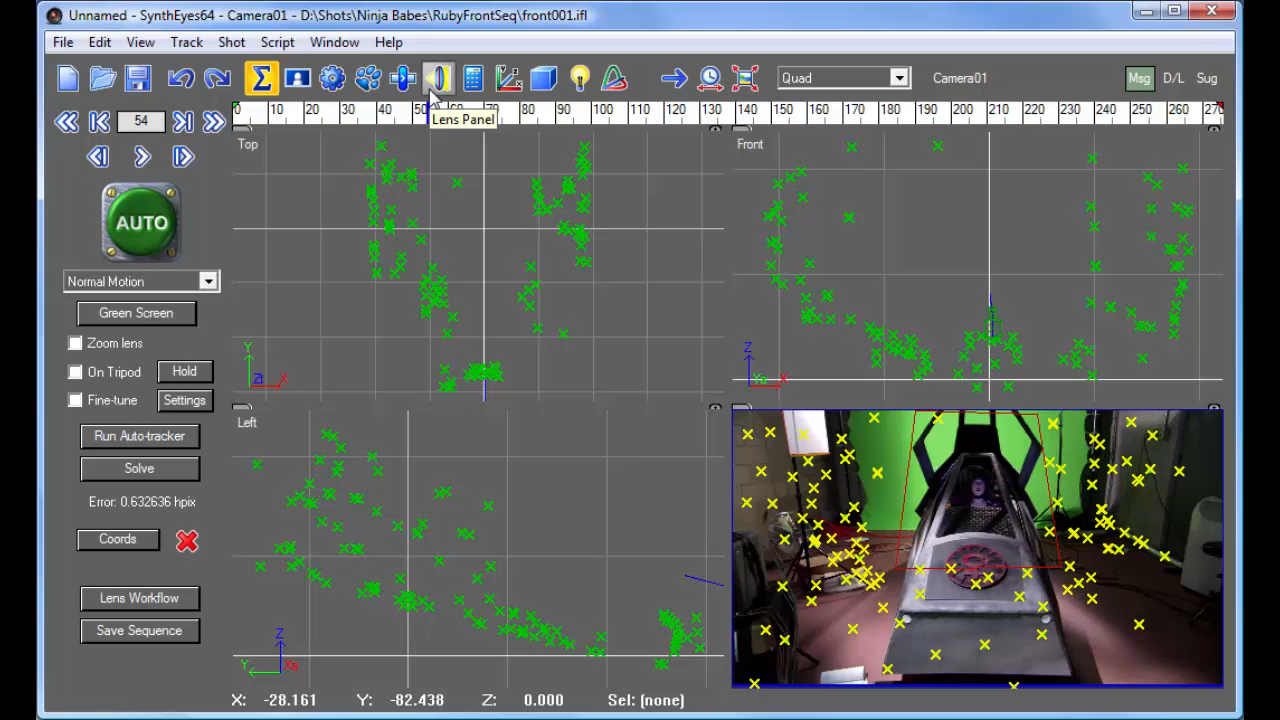 Unnamed - SynthEyes64 - Camera01 - D:\Shots\Ninja Babes\RubyFrontSeq\front001.ifl
File Edit View Track Shot Script Window Help
Quad Camera01 Msg D/L Sug
54 0 10 20 30 40 50 60 70 80 90 100 110 120 130 140 150 160 170 180 190 200 210 220 230 240 250 260 270
Lens Panel
Top Front
AUTO
Normal Motion
Green Screen
Zoom lens
On Tripod Hold
Fine-tune Settings
Y X Z X
Left
Run Auto-tracker
Solve
Error: 0.632636 hpix
Coords
Lens Workflow
Save Sequence
Z Y
X: -28.161 Y: -82.438 Z: 0.000 Sel: [none]